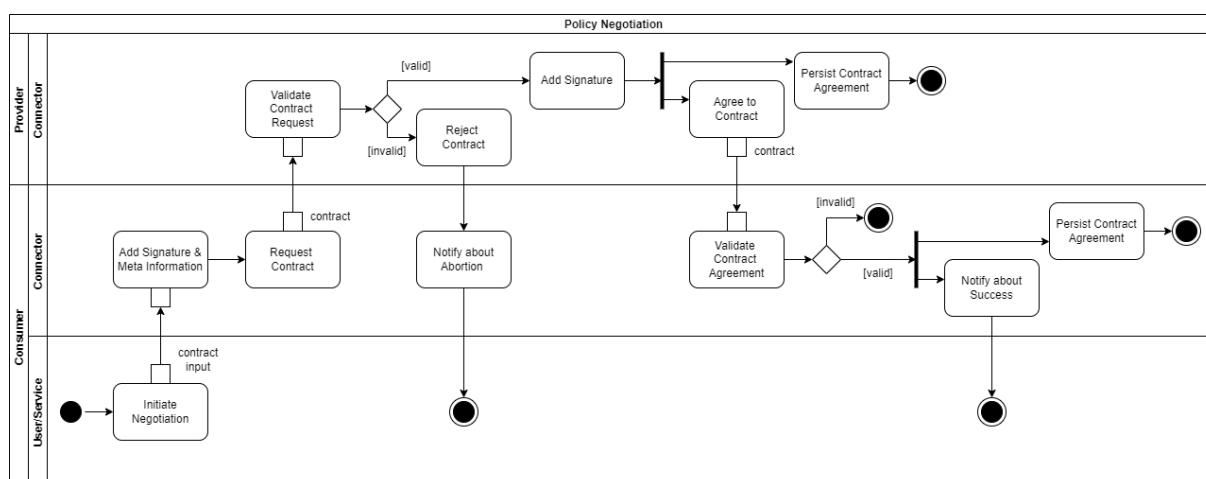 Policy Negotiation
Provider
Connector
Validate
Contract
Request
[valid]
[invalid]
Reject
Contract
Add Signature
Agree to
Contract
contract
Persist Contract
Agreement
Consumer
Connector
Add Signature &
Meta Information
Request
Contract
contract
Notify about
Abortion
Validate
Contract
Agreement
[invalid]
[valid]
Persist Contract
Agreement
Notify about
Success
User/Service
contract
input
Initiate
Negotiation